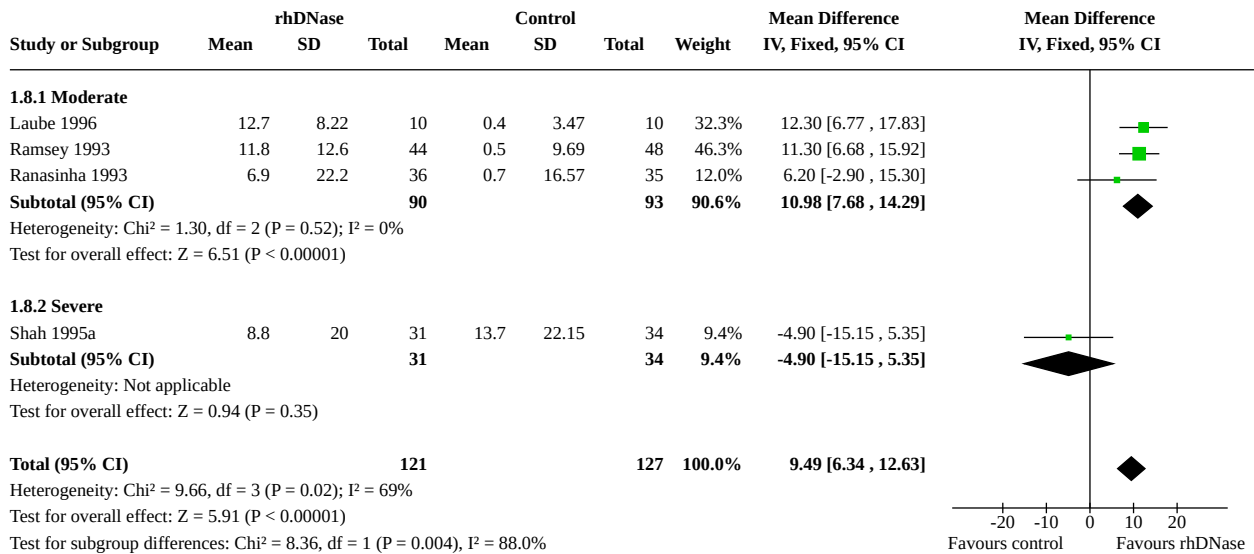 rhDNase Control Mean Difference Mean Difference
Study or Subgroup Mean SD Total Mean SD Total Weight IV, Fixed, 95% CI IV, Fixed, 95% CI
1.8.1 Moderate
Laube 1996 12.7 8.22 10 0.4 3.47 10 32.3% 12.30 [6.77 , 17.83]
Ramsey 1993 11.8 12.6 44 0.5 9.69 48 46.3% 11.30 [6.68 , 15.92]
Ranasinha 1993 6.9 22.2 36 0.7 16.57 35 12.0% 6.20 [-2.90 , 15.30]
Subtotal (95% CI) 90 93 90.6% 10.98 [7.68 , 14.29]
Heterogeneity: Chi² = 1.30, df = 2 (P = 0.52); I² = 0%
Test for overall effect: Z = 6.51 (P < 0.00001)
1.8.2 Severe
Shah 1995a 8.8 20 31 13.7 22.15 34 9.4% -4.90 [-15.15 , 5.35]
Subtotal (95% CI) 31 34 9.4% -4.90 [-15.15 , 5.35]
Heterogeneity: Not applicable
Test for overall effect: Z = 0.94 (P = 0.35)
Total (95% CI) 121 127 100.0% 9.49 [6.34 , 12.63]
Heterogeneity: Chi² = 9.66, df = 3 (P = 0.02); I² = 69%
Test for overall effect: Z = 5.91 (P < 0.00001)
Test for subgroup differences: Chi² = 8.36, df = 1 (P = 0.004), I² = 88.0%
-20 -10 0 10 20
Favours control Favours rhDNase